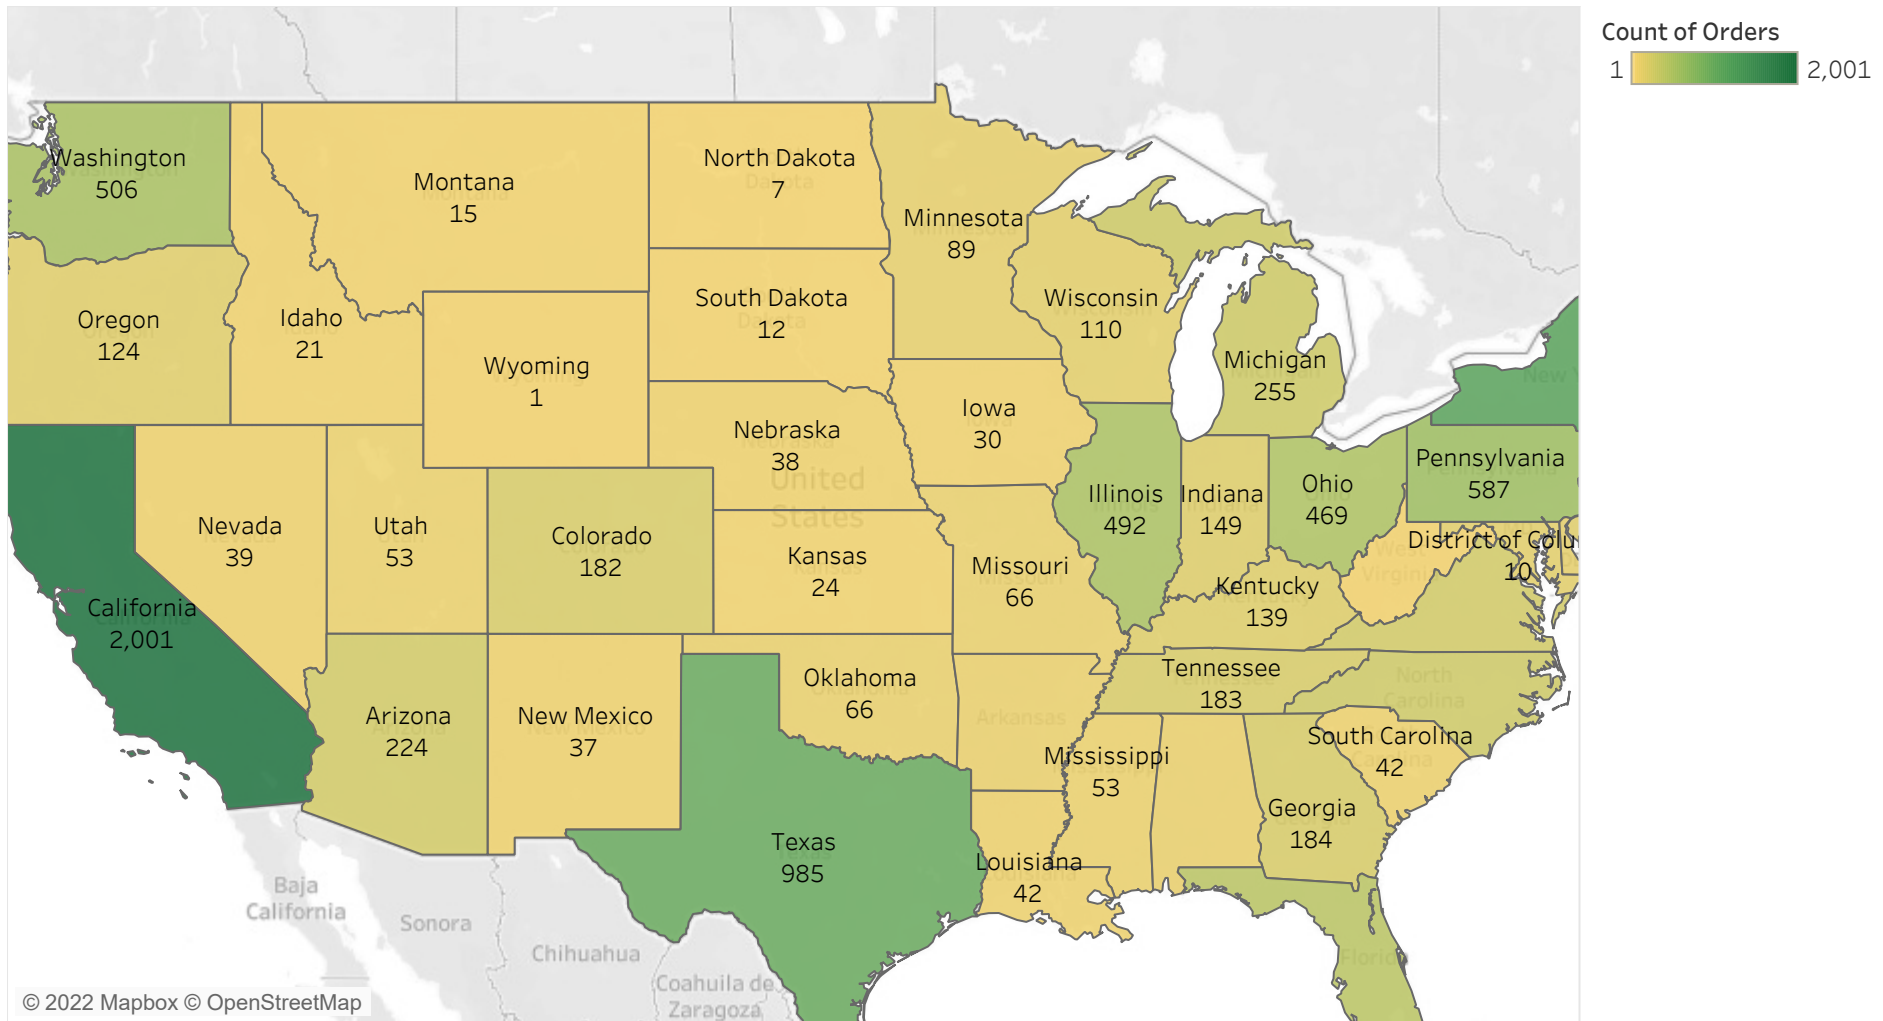 Count of Orders
1 2,001
Washington
506
Montana
15
North Dakota
7
Minnesota
89
Oregon
124
Idaho
21
Wyoming
1
South Dakota
12
Wisconsin
110
Michigan
255
Nebraska
38
Iowa
30
United
States
Nevada
39
Utah
53
Colorado
182
Kansas
24
Missouri
66
Illinois
492
Indiana
149
Ohio
469
Pennsylvania
587
New
District of Colu
10
West
Virginia
Kentucky
139
California
2,001
Arizona
224
New Mexico
37
Oklahoma
66
Arkansas
Tennessee
183
North
Carolina
Mississippi
53
South Carolina
42
Georgia
184
Texas
985
Louisiana
42
Florida
Baja
California
Sonora
Chihuahua
Coahuila de
Zaragoza
© 2022 Mapbox © OpenStreetMap